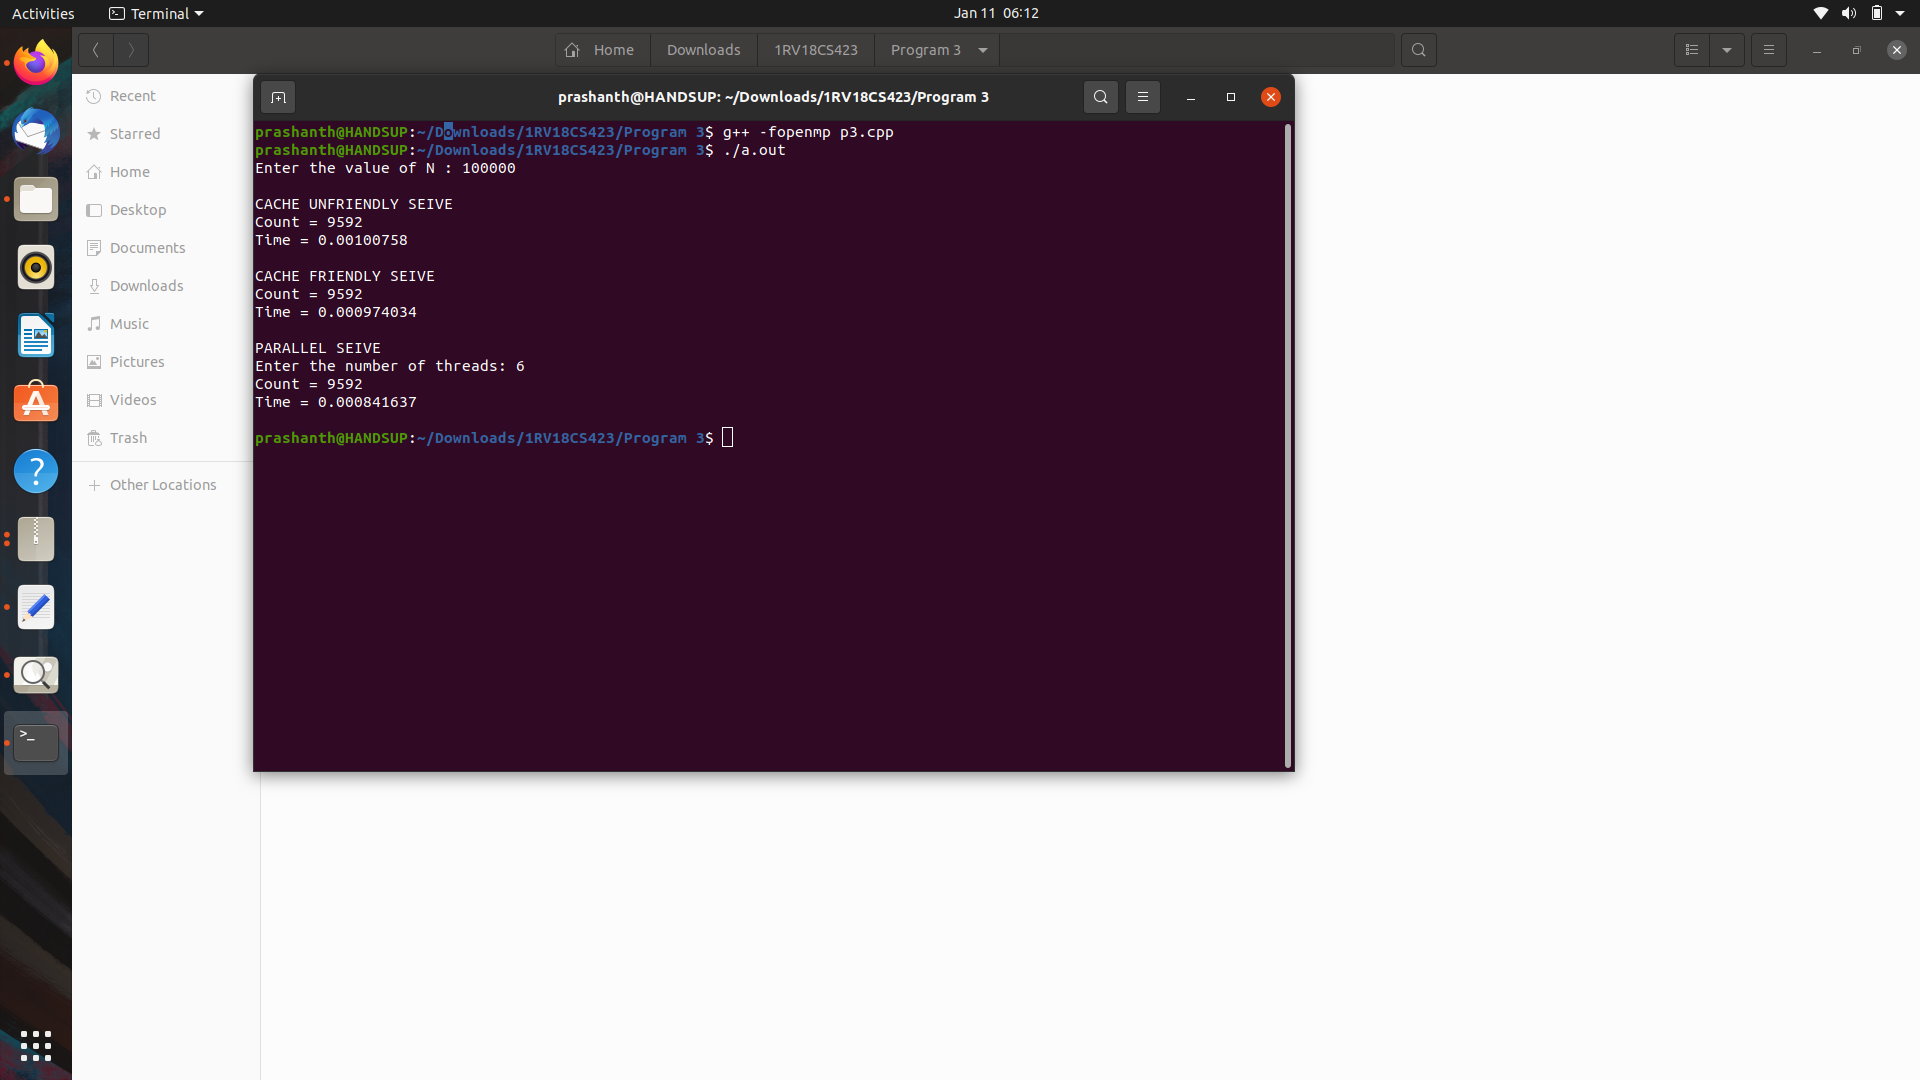 Activities
Terminal
Jan 11 06:12
Home
Downloads
1RV18CS423
Program 3
Recent
Starred
Home
Desktop
Documents
Downloads
Music
Pictures
Videos
Trash
Other Locations
prashanth@HANDSUP: ~/Downloads/1RV18CS423/Program 3
prashanth@HANDSUP:~/Downloads/1RV18CS423/Program 3$ g++ -fopenmp p3.cpp
prashanth@HANDSUP:~/Downloads/1RV18CS423/Program 3$ ./a.out
Enter the value of N : 100000
CACHE UNFRIENDLY SEIVE
Count = 9592
Time = 0.00100758
CACHE FRIENDLY SEIVE
Count = 9592
Time = 0.000974034
PARALLEL SEIVE
Enter the number of threads: 6
Count = 9592
Time = 0.000841637
prashanth@HANDSUP:~/Downloads/1RV18CS423/Program 3$